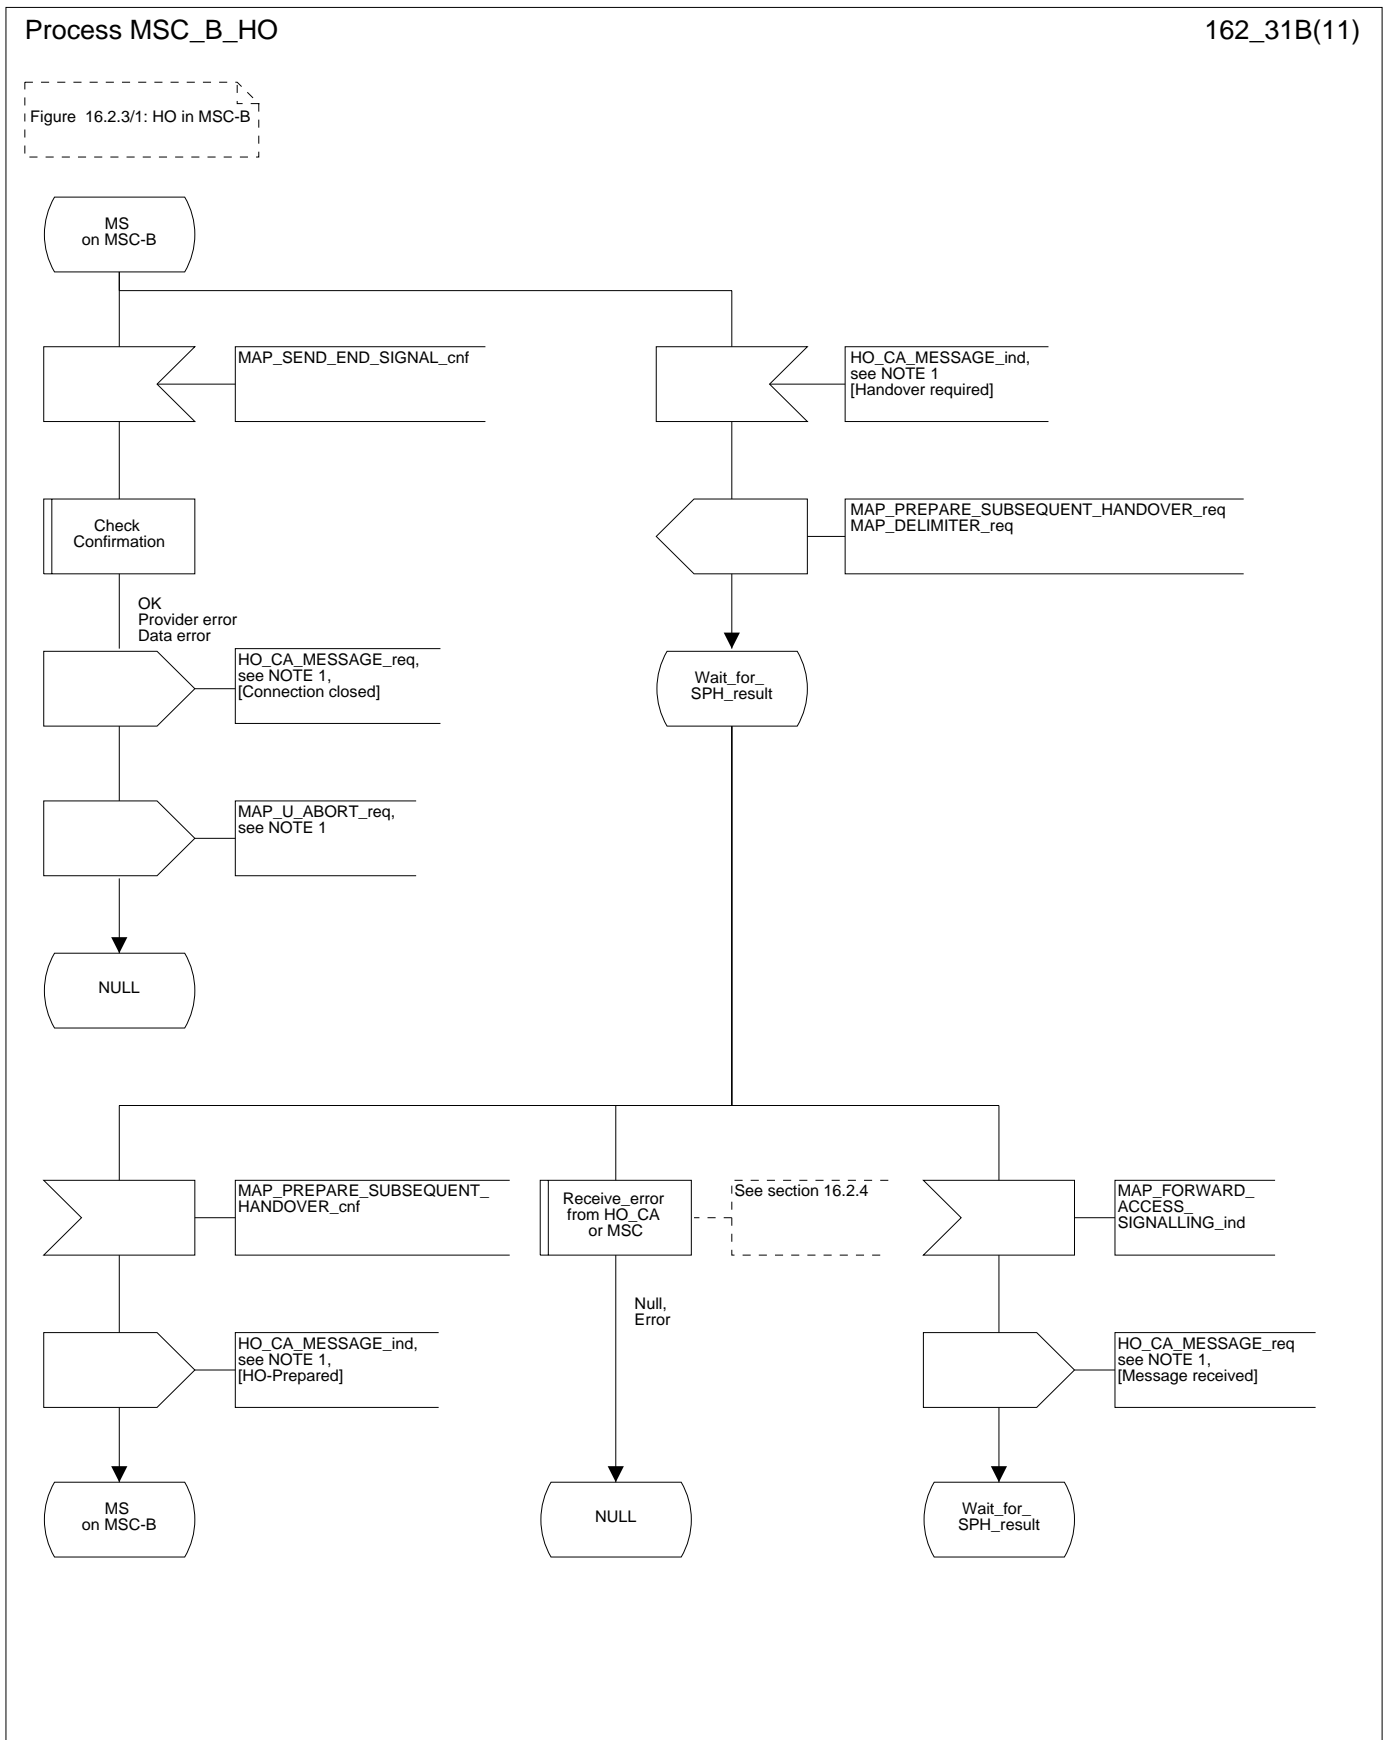 Process MSC_B_HO
162_31B(11)
Figure 16.2.3/1: HO in MSC-B
MS
on MSC-B
MAP_SEND_END_SIGNAL_cnf
HO_CA_MESSAGE_ind,
see NOTE 1
[Handover required]
Check
Confirmation
MAP_PREPARE_SUBSEQUENT_HANDOVER_req
MAP_DELIMITER_req
OK
Provider error
Data error
HO_CA_MESSAGE_req,
see NOTE 1,
[Connection closed]
Wait_for_
SPH_result
MAP_U_ABORT_req,
see NOTE 1
NULL
MAP_PREPARE_SUBSEQUENT_
HANDOVER_cnf
Receive_error
from HO_CA
or MSC
See section 16.2.4
MAP_FORWARD_
ACCESS_
SIGNALLING_ind
Null,
Error
HO_CA_MESSAGE_ind,
see NOTE 1,
[HO-Prepared]
HO_CA_MESSAGE_req
see NOTE 1,
[Message received]
MS
on MSC-B
NULL
Wait_for_
SPH_result